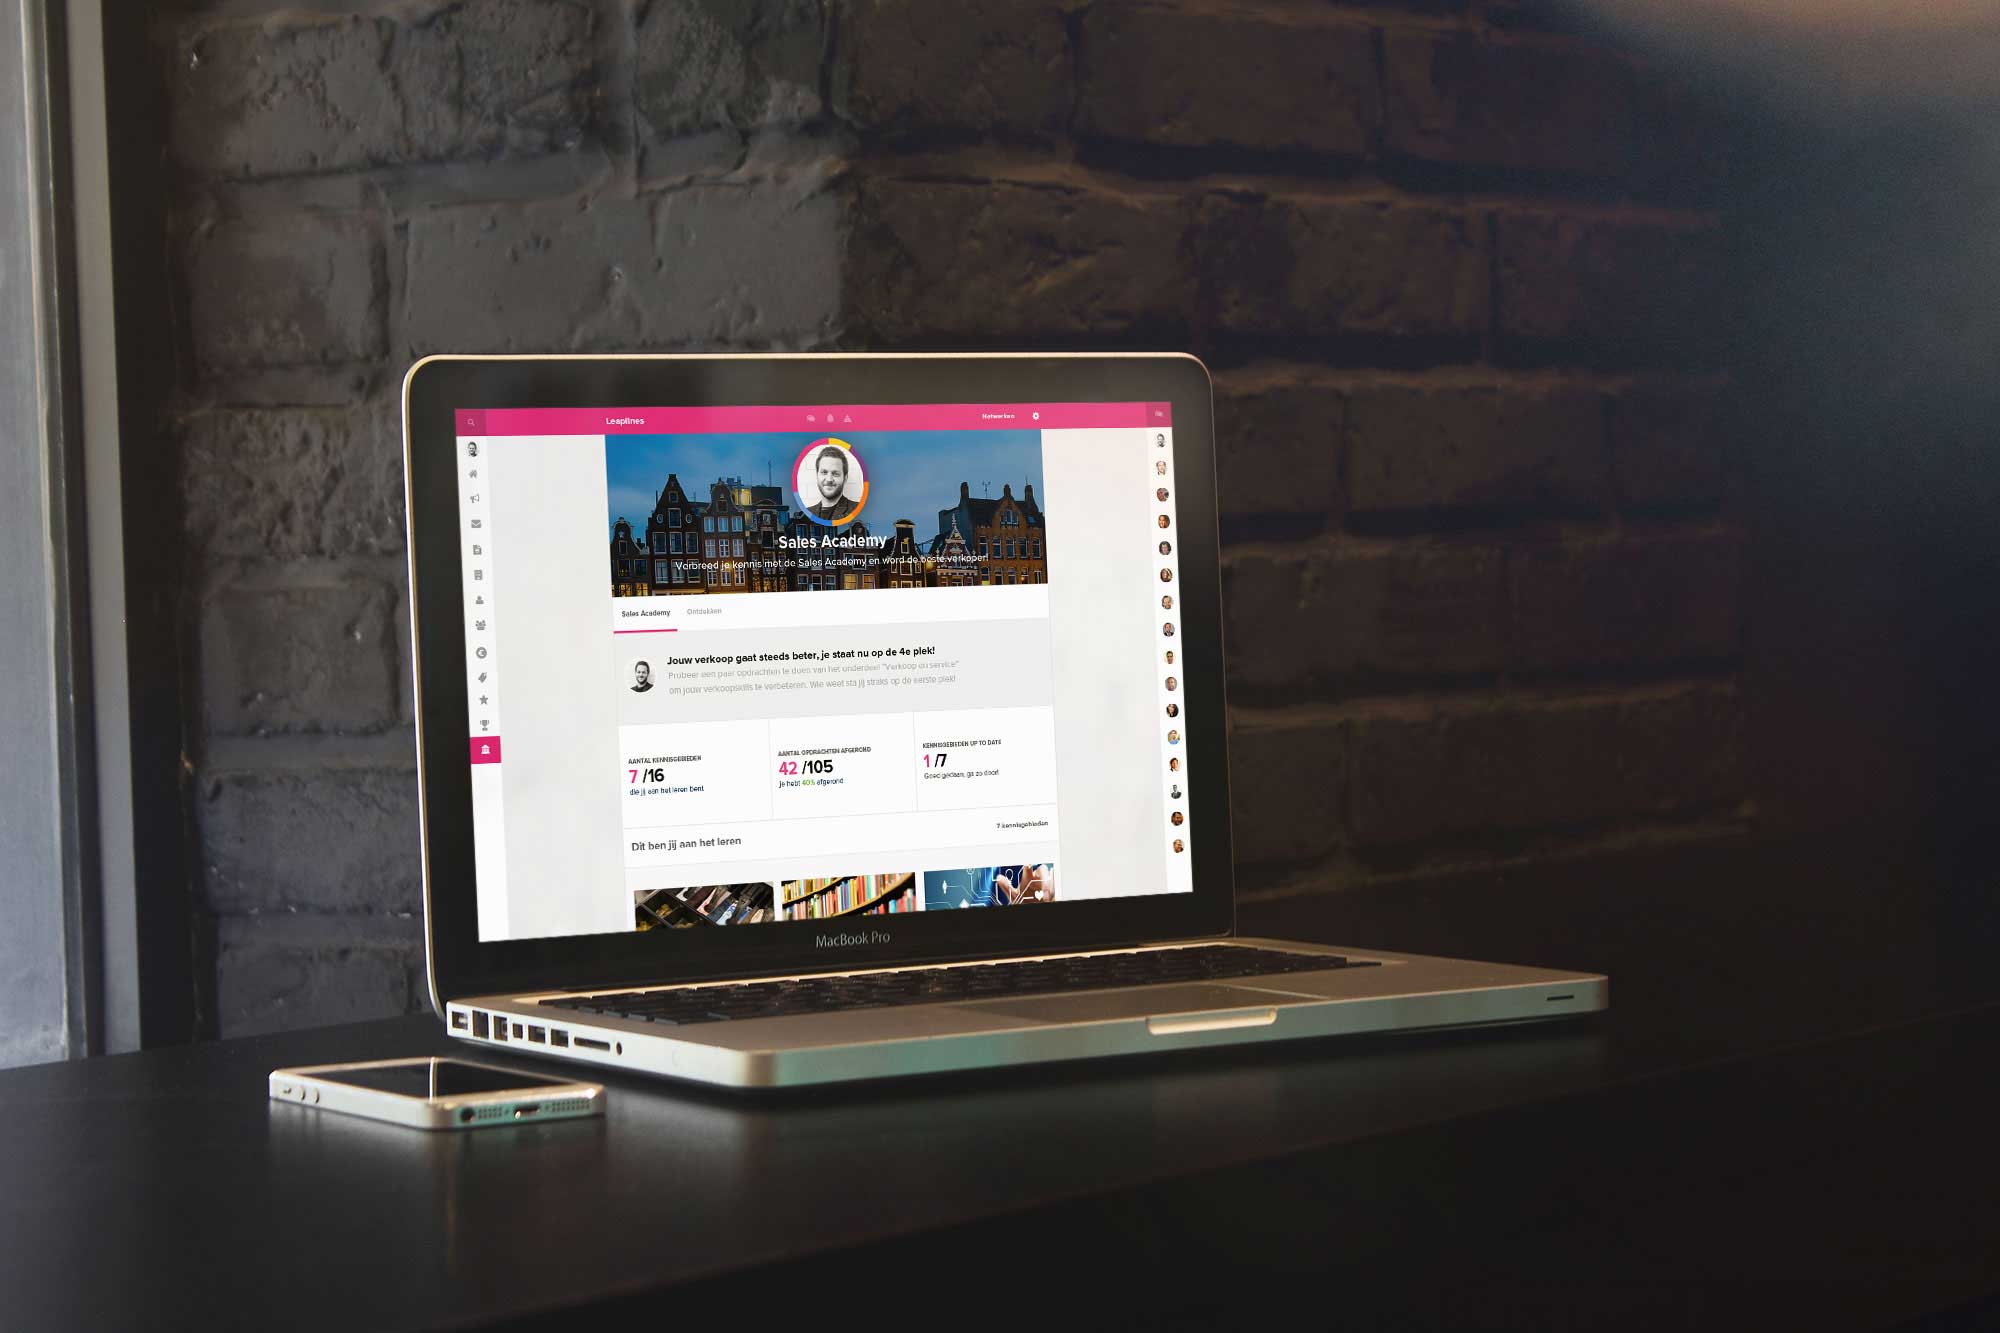 Leaplines
Netwerken
Sales Academy
Verbreed je kennis met de Sales Academy en word de beste verkoper!
Sales Academy
Ontdekken
Jouw verkoop gaat steeds beter, je staat nu op de 4e plek!
Probeer een paar opdrachten te doen van het onderdeel "Verkoop en service"
om jouw verkoopskills te verbeteren. Wie weet sta jij straks op de eerste plek!
AANTAL KENNISGEBIEDEN
7 /16
die jij aan het leren bent
AANTAL OPDRACHTEN AFGEROND
42 /105
je hebt 40% afgerond
KENNISGEBIEDEN UP TO DATE
1 /7
Goed gedaan, ga zo door!
Dit ben jij aan het leren
7 kennisgebieden
MacBook Pro